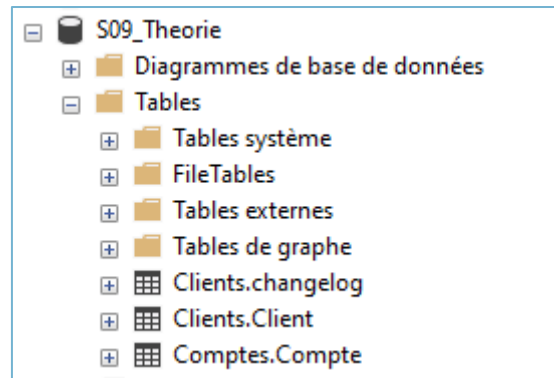 S09_Theorie
Diagrammes de base de données
Tables
Tables système
FileTables
Tables externes
Tables de graphe
Clients.changelog
Clients.Client
Comptes.Compte